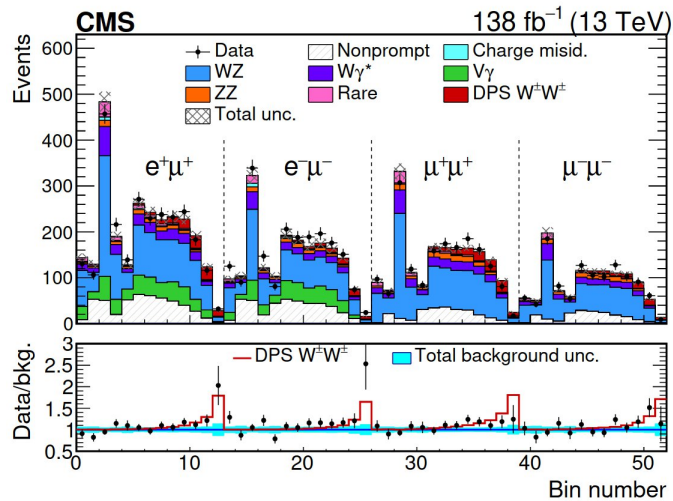 CMS 138 fb⁻¹ (13 TeV)
Events
600
500
400
300
200
100
0
Data Nonprompt Charge misid.
WZ Wγ* Vγ
ZZ Rare DPS W±W±
Total unc.
e⁺μ⁺ e⁻μ⁻ μ⁺μ⁺ μ⁻μ⁻
Data/bkg.
3
2
1.5
1
0.5
DPS W±W± Total background unc.
0 10 20 30 40 50
Bin number